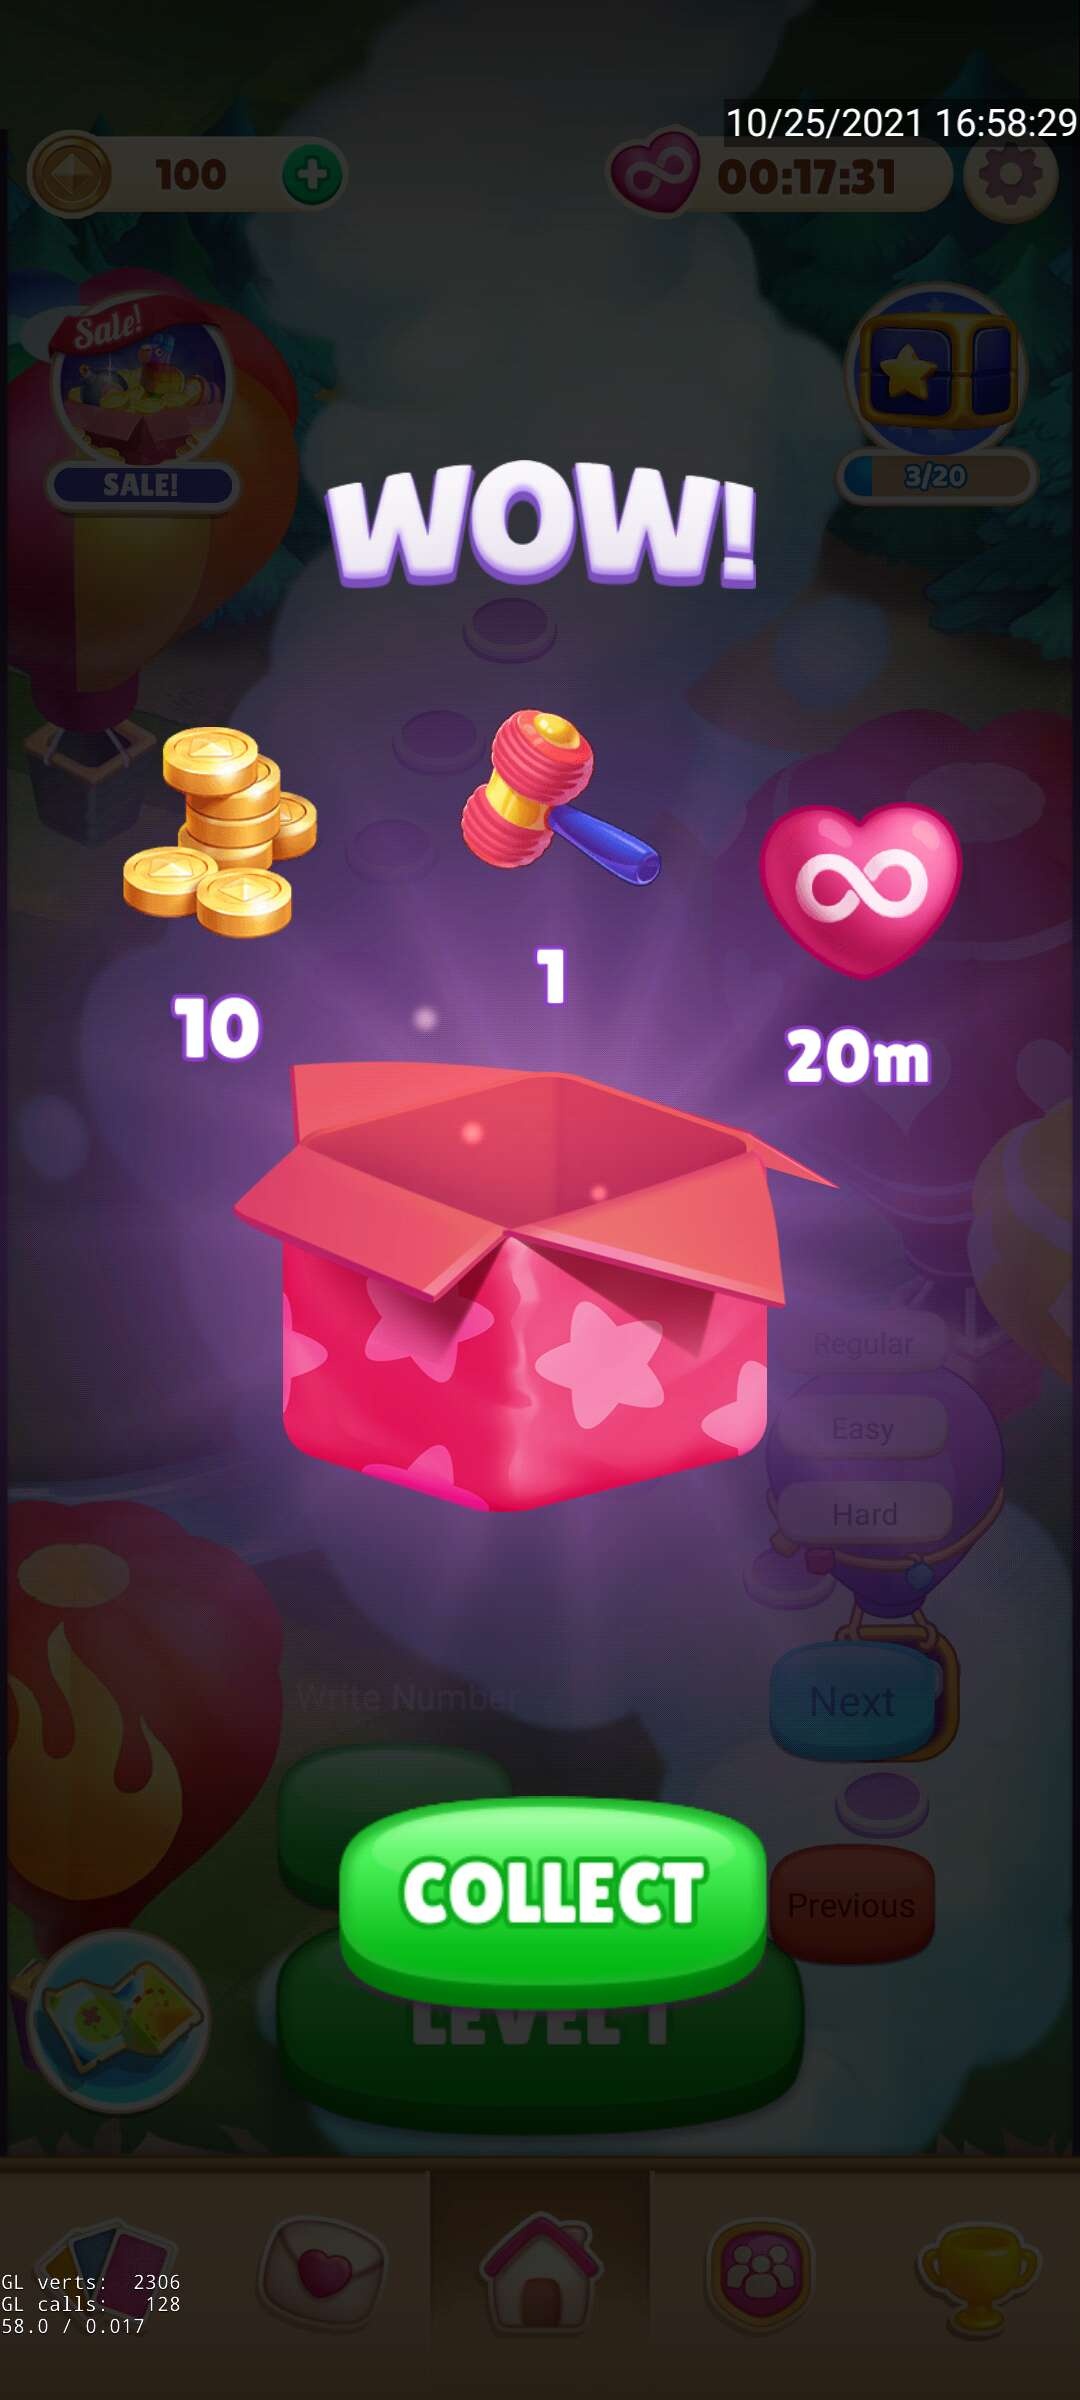 10/25/2021 16:58:29
100
00:17:31
Sale!
SALE!
3/20
WOW!
10
1
20m
Regular
Easy
Hard
Write Number
Next
COLLECT
Previous
LEVEL 1
GL verts: 2306
GL calls: 128
58.0 / 0.017